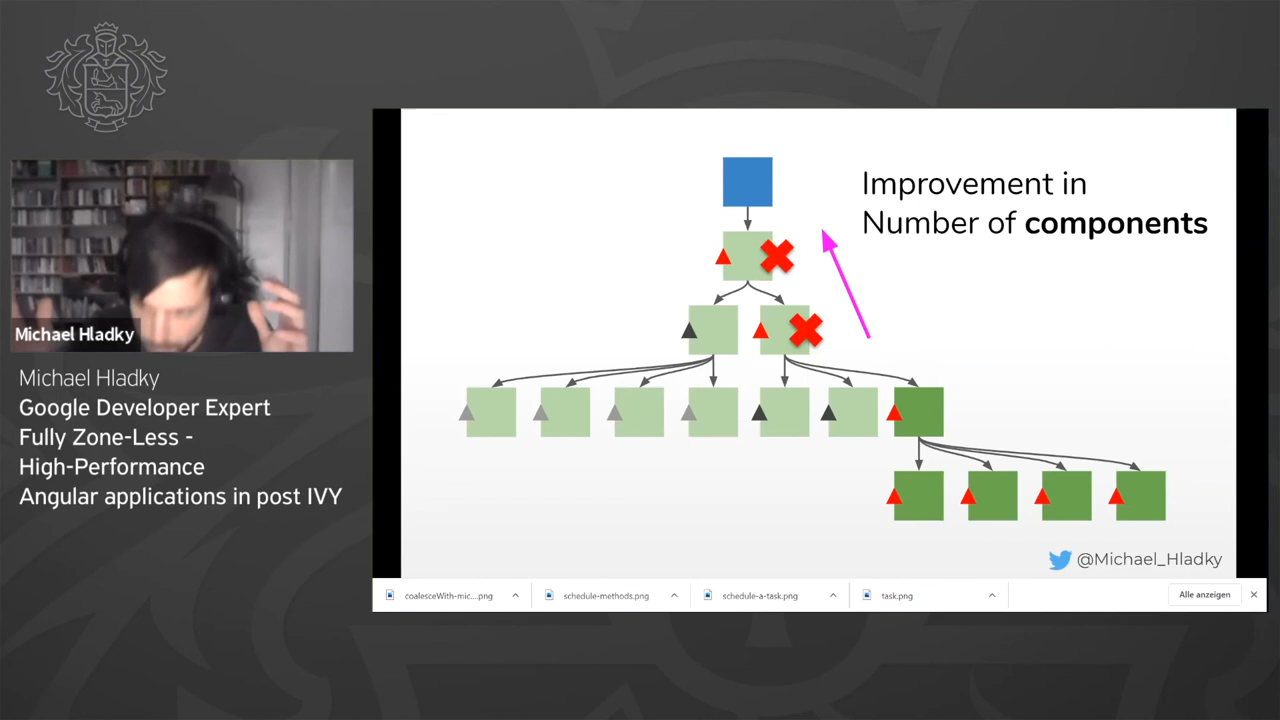 Improvement in
Number of components
Michael Hladky
Michael Hladky
Google Developer Expert
Fully Zone-Less -
High-Performance
Angular applications in post IVY
@Michael_Hladky
coalesceWith-mic....png
schedule-methods.png
schedule-a-task.png
task.png
Alle anzeigen